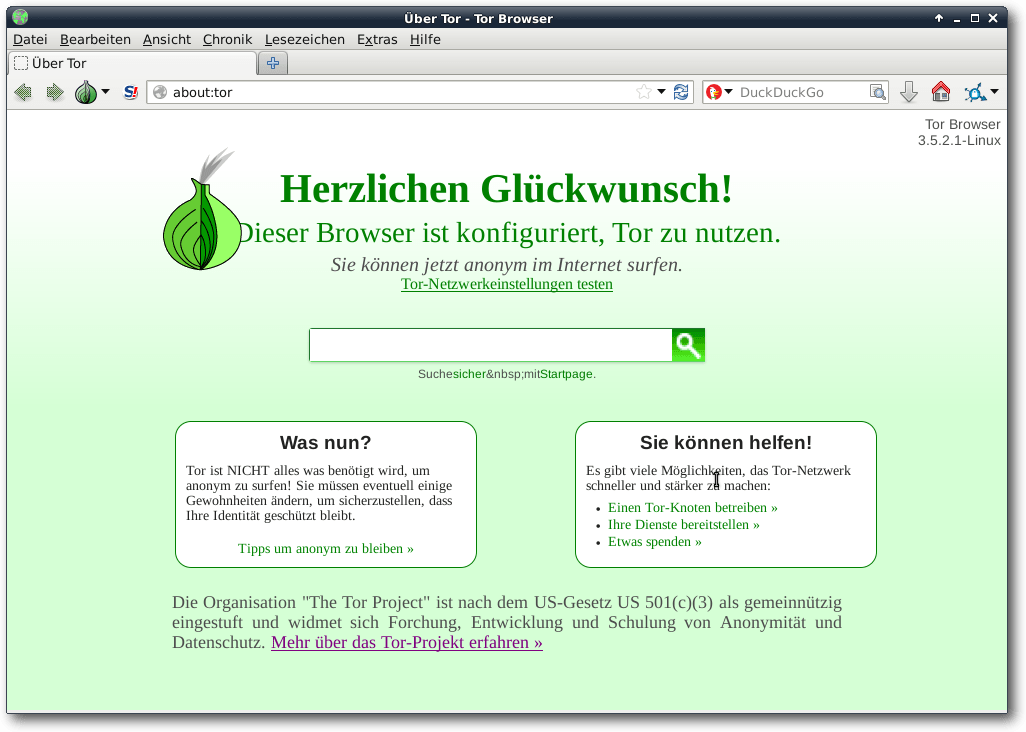 Über Tor - Tor Browser
Datei Bearbeiten Ansicht Chronik Lesezeichen Extras Hilfe
Über Tor
S! about:tor DuckDuckGo
Tor Browser
3.5.2.1-Linux
Herzlichen Glückwunsch!
Dieser Browser ist konfiguriert, Tor zu nutzen.
Sie können jetzt anonym im Internet surfen.
Tor-Netzwerkeinstellungen testen
Suchesicher&nbsp;mitStartpage.
Was nun?
Tor ist NICHT alles was benötigt wird, um
anonym zu surfen! Sie müssen eventuell einige
Gewohnheiten ändern, um sicherzustellen, dass
Ihre Identität geschützt bleibt.
Tipps um anonym zu bleiben »
Sie können helfen!
Es gibt viele Möglichkeiten, das Tor-Netzwerk
schneller und stärker zu machen:
• Einen Tor-Knoten betreiben »
• Ihre Dienste bereitstellen »
• Etwas spenden »
Die Organisation "The Tor Project" ist nach dem US-Gesetz US 501(c)(3) als gemeinnützig
eingestuft und widmet sich Forchung, Entwicklung und Schulung von Anonymität und
Datenschutz. Mehr über das Tor-Projekt erfahren »